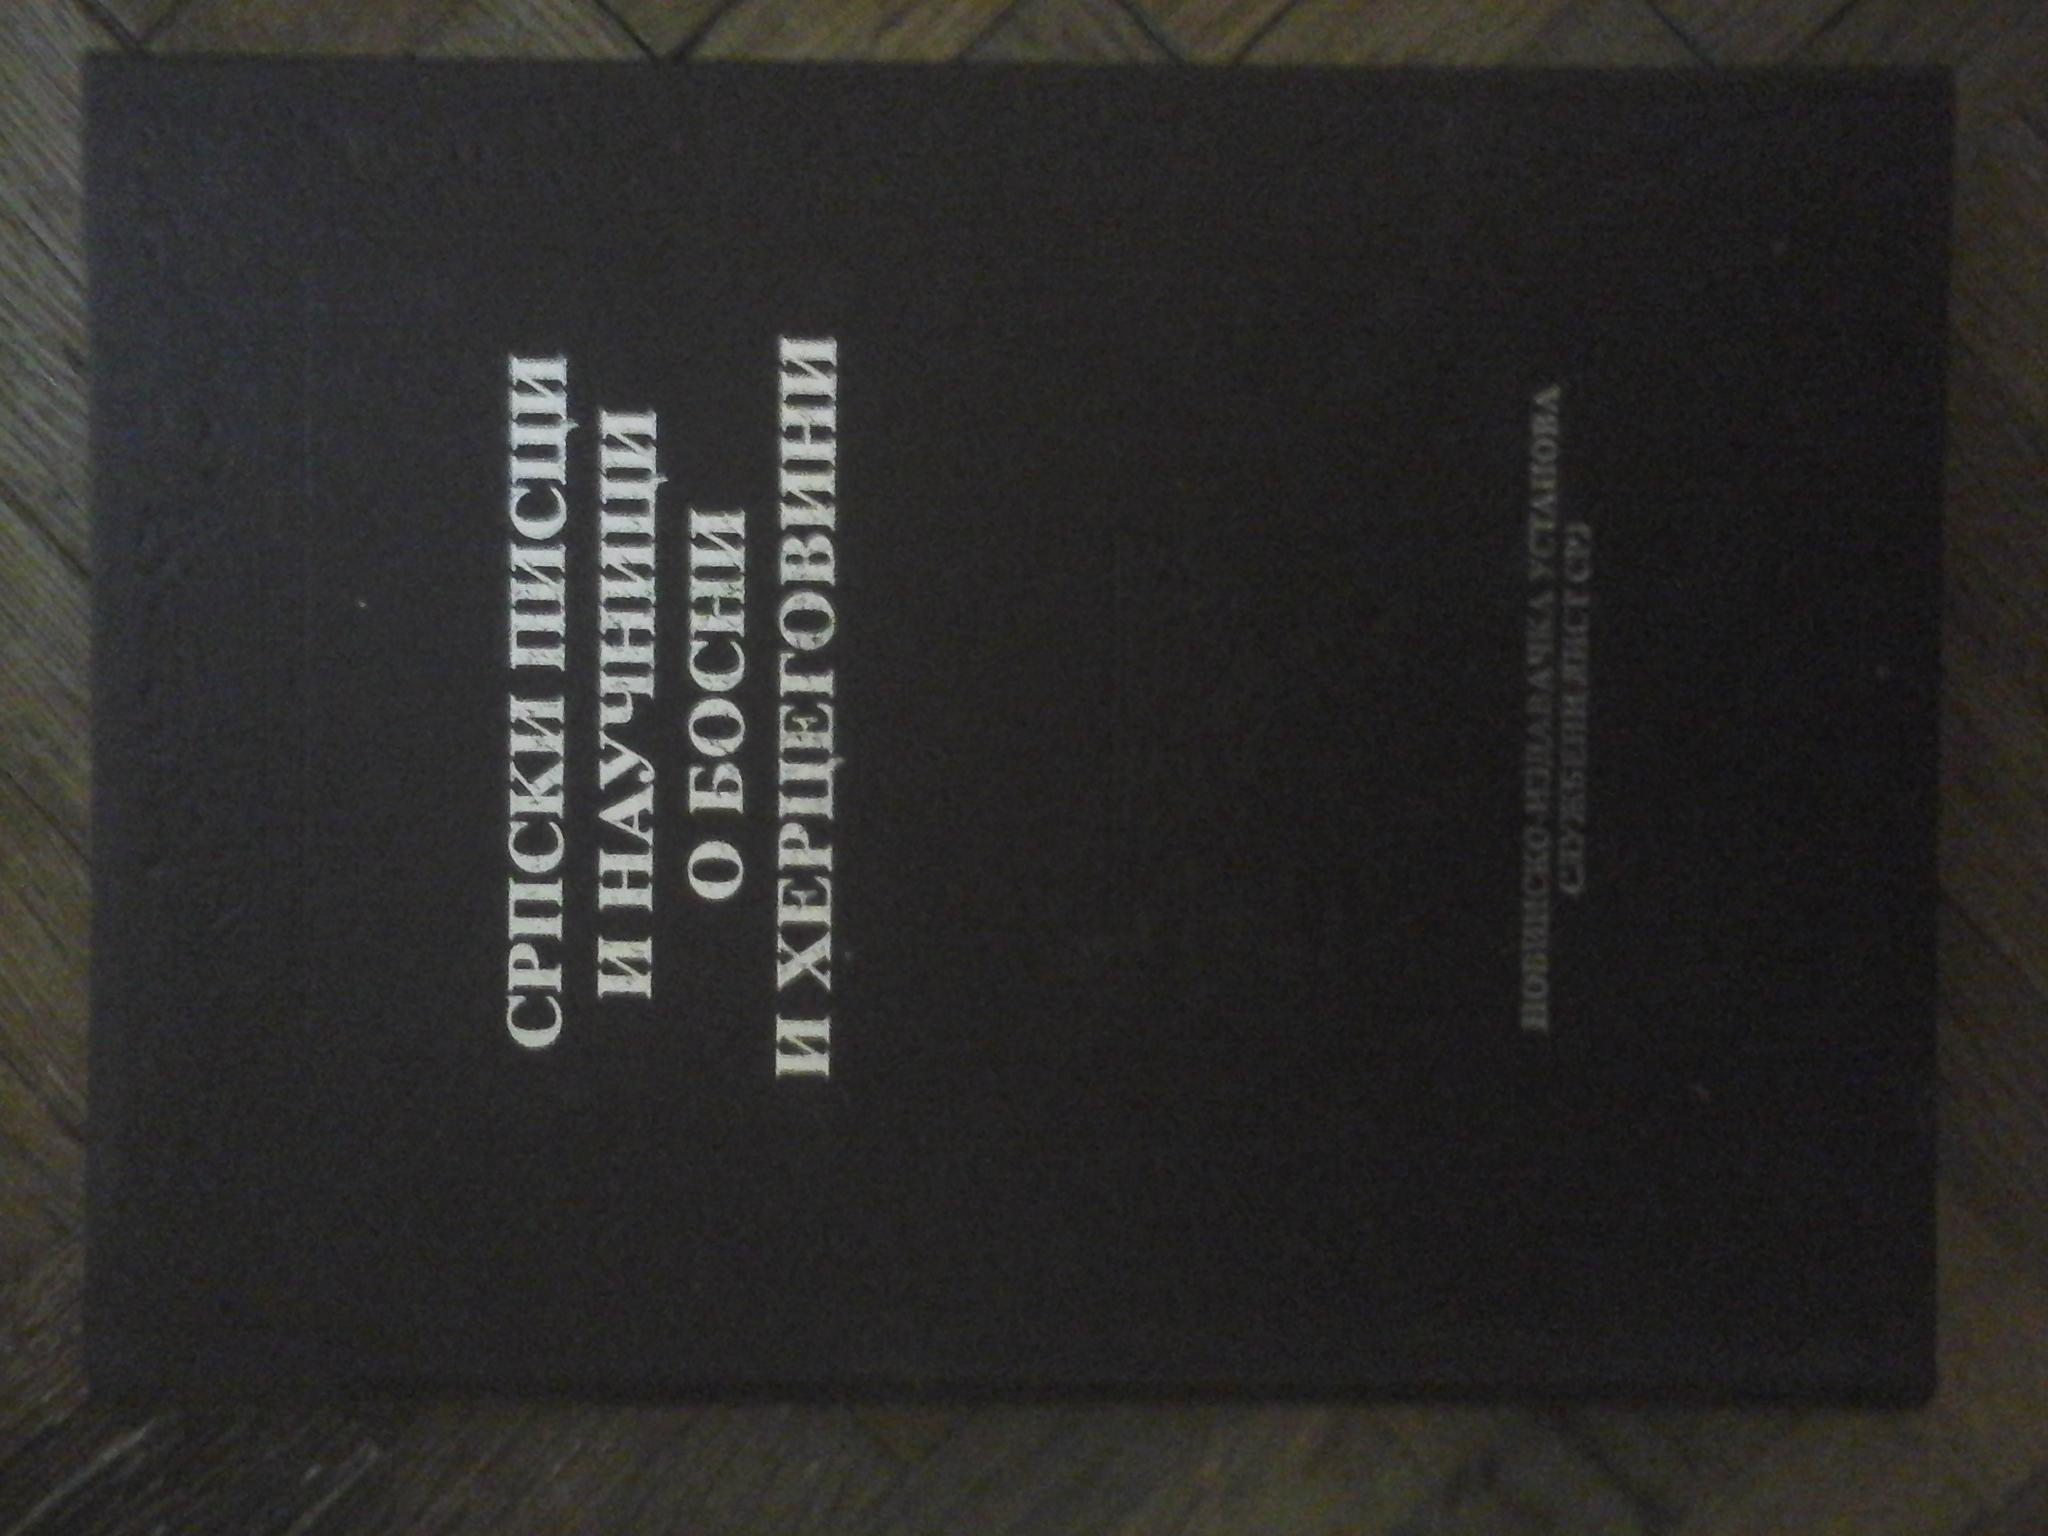 СРПСКИ ПИСЦИ
И НАУЧНИЦИ
О БОСНИ
И ХЕРЦЕГОВИНИ
НОВИНСКО-ИЗДАВАЧКА УСТАНОВА
СЛУЖБЕНИ ЛИСТ СРЈ